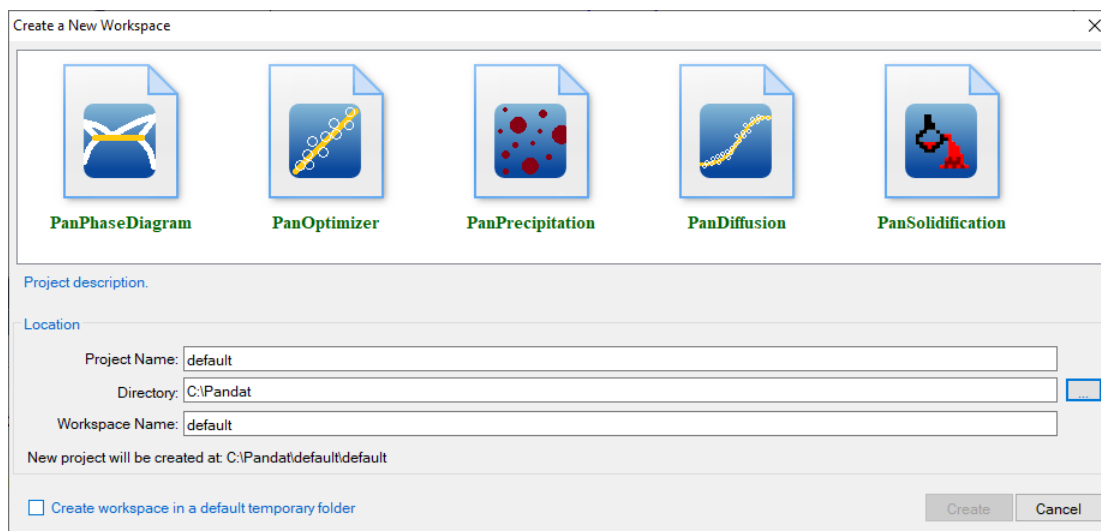 Create a New Workspace
PanPhaseDiagram PanOptimizer PanPrecipitation PanDiffusion PanSolidification
Project description.
Location
Project Name: default
Directory: C:\Pandat ...
Workspace Name: default
New project will be created at: C:\Pandat\default\default
Create workspace in a default temporary folder Create Cancel